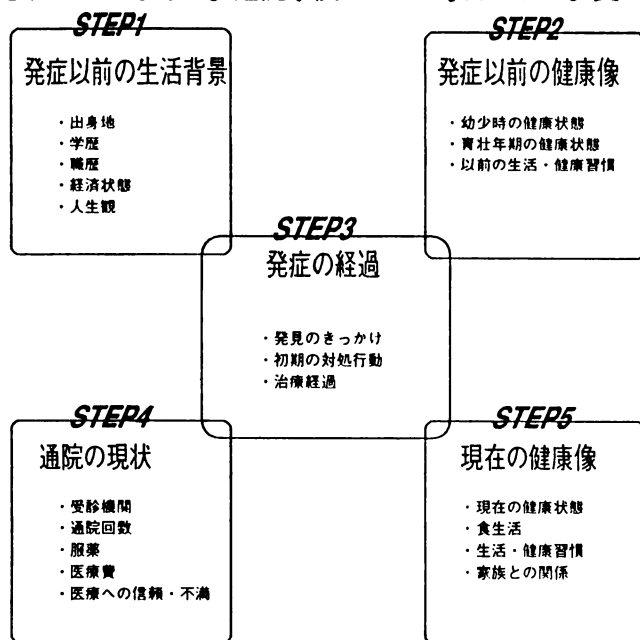 STEP1
発症以前の生活背景
・出身地
・学歴
・職歴
・経済状態
・人生観
STEP2
発症以前の健康像
・幼少時の健康状態
・青壮年期の健康状態
・以前の生活・健康習慣
STEP3
発症の経過
・発見のきっかけ
・初期の対処行動
・治療経過
STEP4
通院の現状
・受診機関
・通院回数
・服薬
・医療費
・医療への信頼・不満
STEP5
現在の健康像
・現在の健康状態
・食生活
・生活・健康習慣
・家族との関係